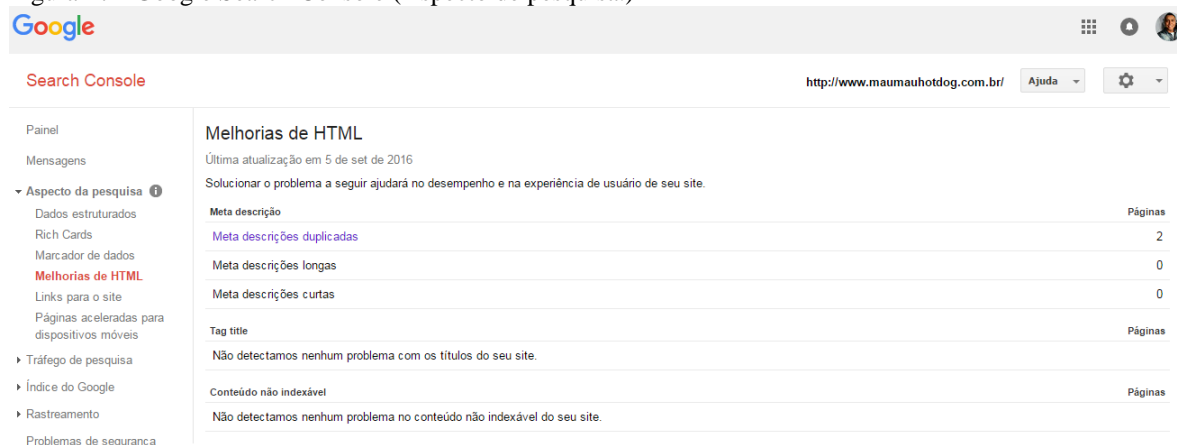 Google
Search Console
http://www.maumauhotdog.com.br/ Ajuda
Painel
Mensagens
Aspecto da pesquisa
Dados estruturados
Rich Cards
Marcador de dados
Melhorias de HTML
Links para o site
Páginas aceleradas para
dispositivos móveis
Tráfego de pesquisa
Índice do Google
Rastreamento
Problemas de segurança
Melhorias de HTML
Última atualização em 5 de set de 2016
Solucionar o problema a seguir ajudará no desempenho e na experiência de usuário de seu site.
Meta descrição Páginas
Meta descrições duplicadas 2
Meta descrições longas 0
Meta descrições curtas 0
Tag title Páginas
Não detectamos nenhum problema com os títulos do seu site.
Conteúdo não indexável Páginas
Não detectamos nenhum problema no conteúdo não indexável do seu site.